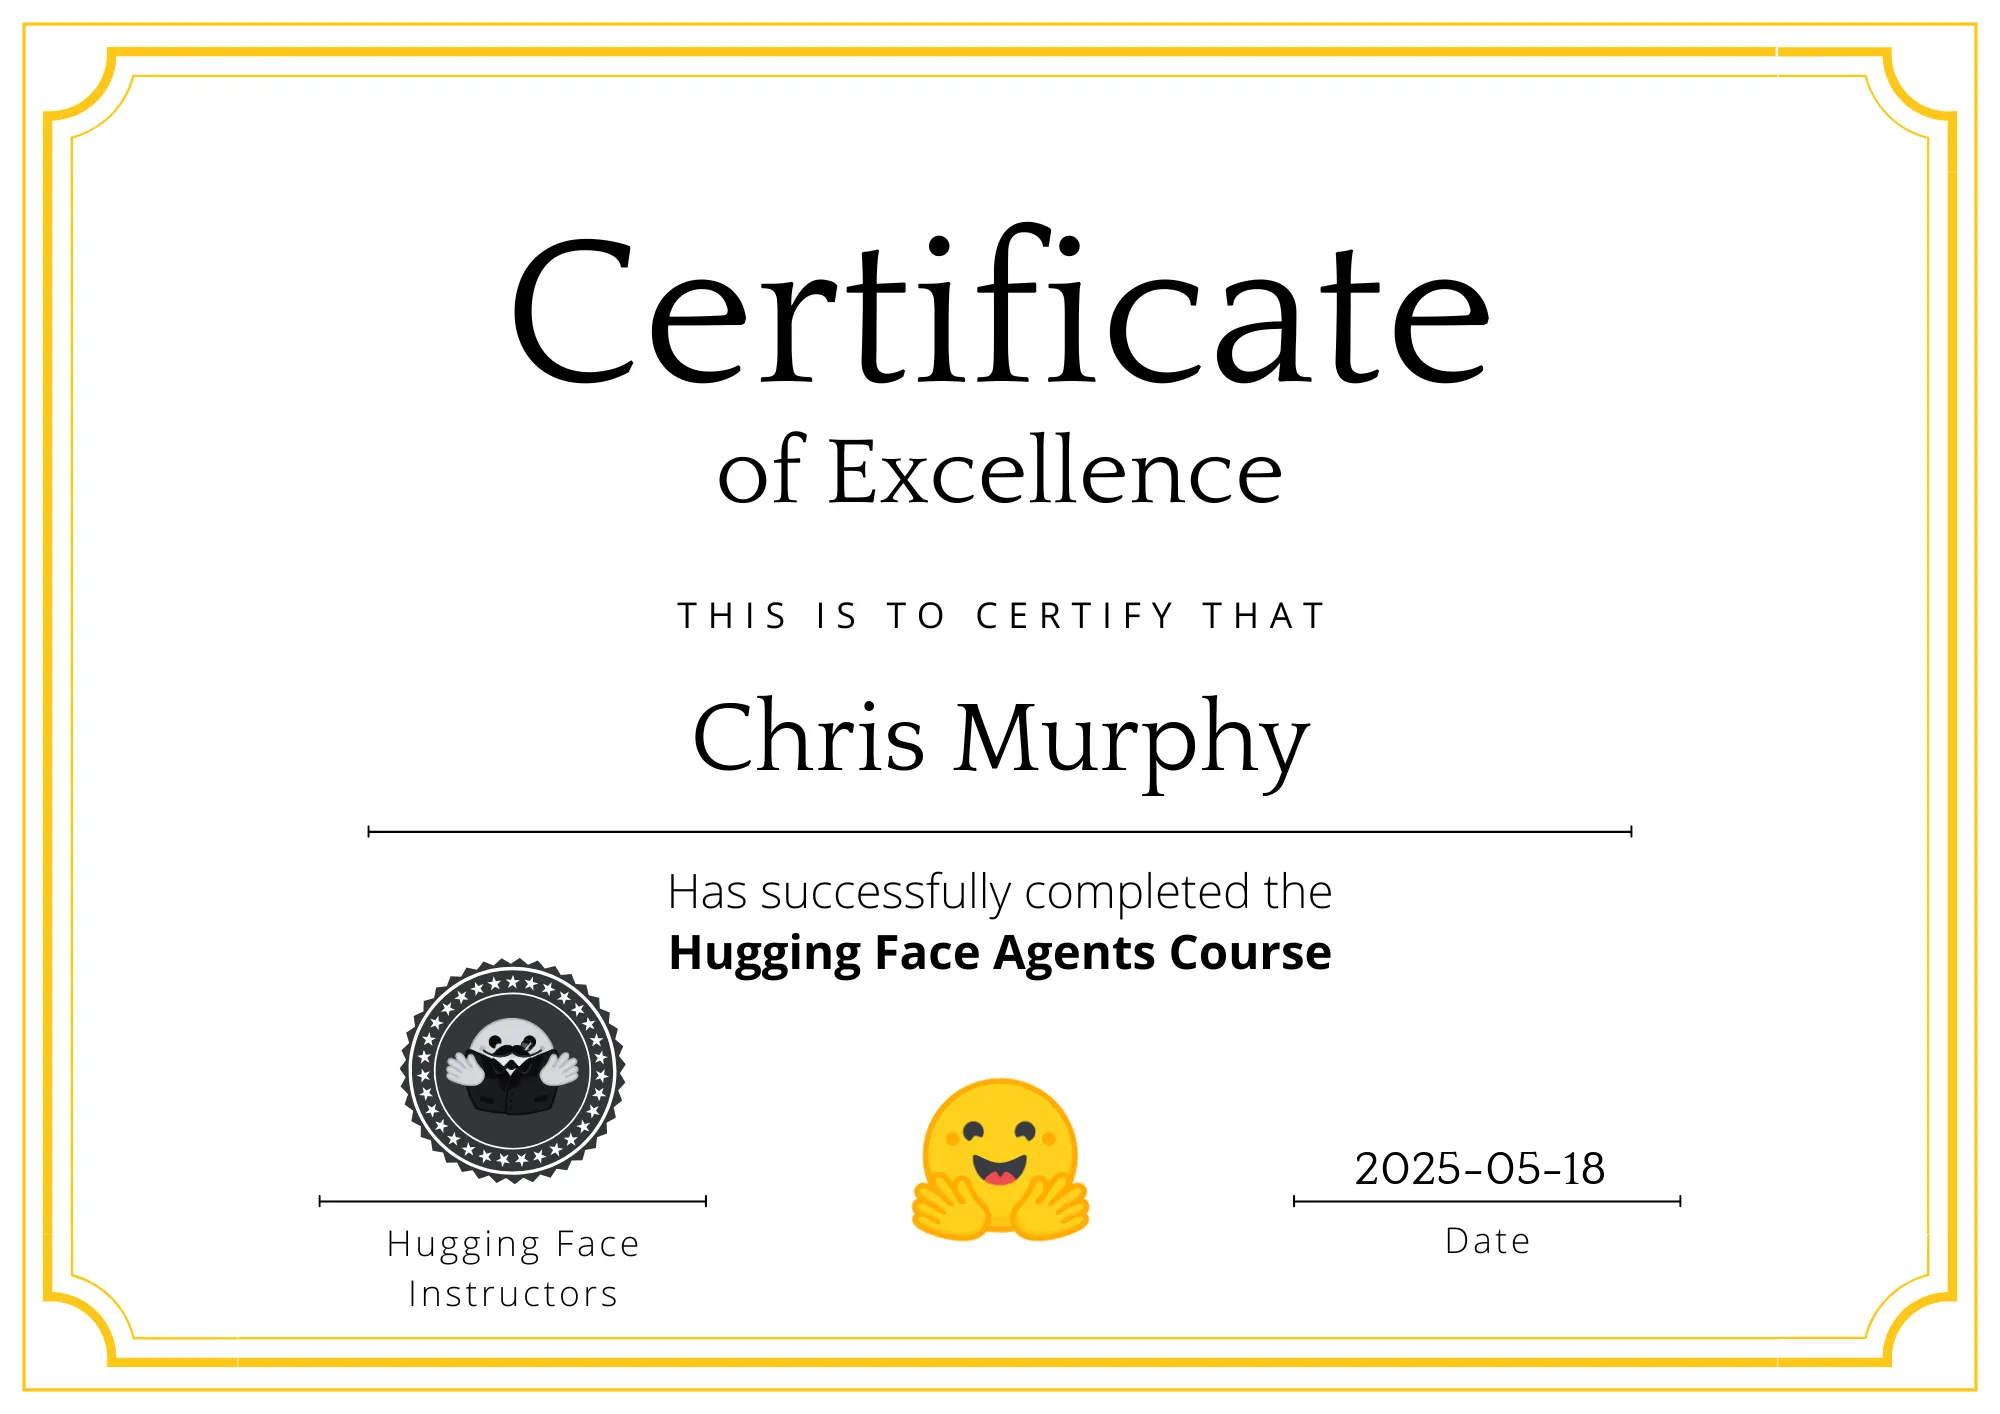 Certificate
of Excellence
THIS IS TO CERTIFY THAT
Chris Murphy
Has successfully completed the
Hugging Face Agents Course
2025-05-18
Hugging Face
Instructors
Date